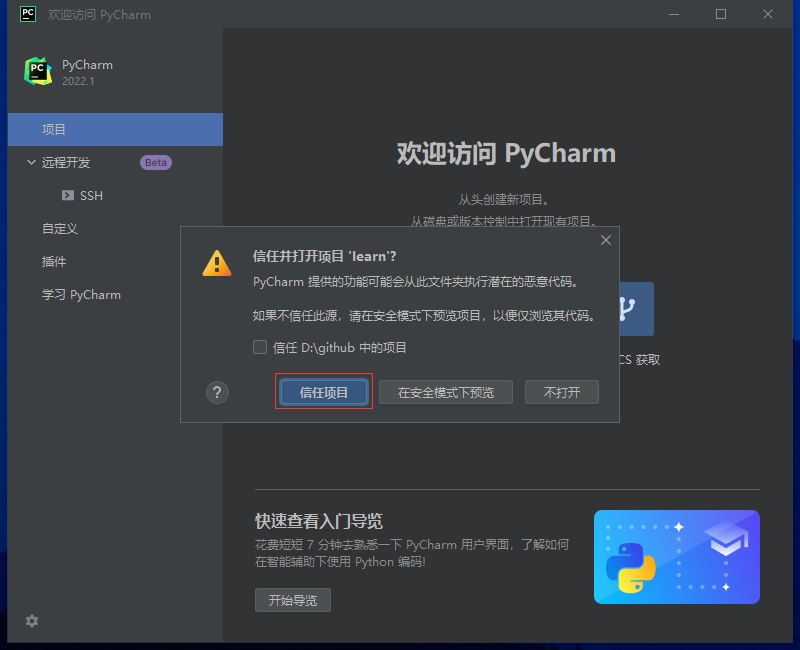 PC 欢迎访问 PyCharm
PC PyCharm
2022.1
项目
远程开发 Beta
SSH
自定义
插件
学习 PyCharm
欢迎访问 PyCharm
从头创建新项目。
从磁盘或版本控制中打开现有项目。
信任并打开项目 'learn'?
PyCharm 提供的功能可能会从此文件夹执行潜在的恶意代码。
如果不信任此源，请在安全模式下预览项目，以便仅浏览其代码。
信任 D:\github 中的项目
? 信任项目 在安全模式下预览 不打开
CS 获取
快速查看入门导览
花费短短 7 分钟去熟悉一下 PyCharm 用户界面，了解如何
在智能辅助下使用 Python 编码!
开始导览